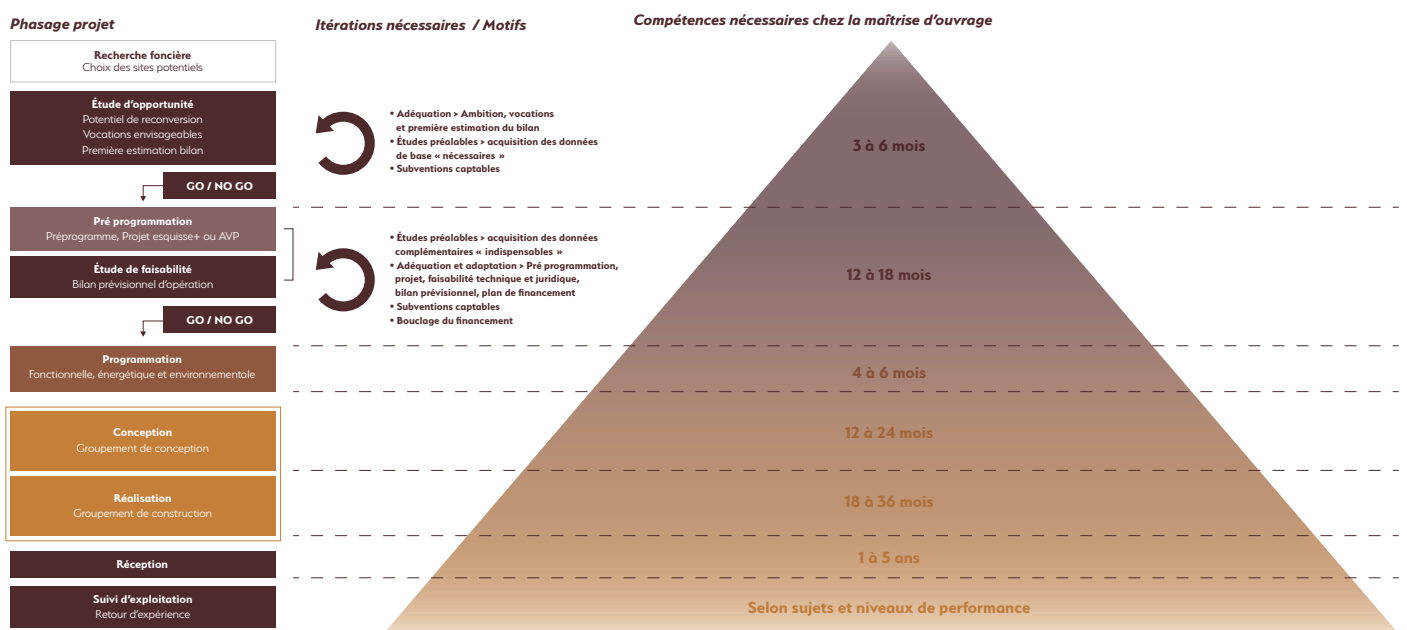 Phasage projet
Itérations nécessaires / Motifs
Compétences nécessaires chez la maîtrise d'ouvrage
Recherche foncière
Choix des sites potentiels
Étude d'opportunité
Potentiel de reconversion
Vocations envisageables
Première estimation bilan
• Adéquation > Ambition, vocations
et première estimation du bilan
• Études préalables > acquisition des données
de base « nécessaires »
• Subventions captables
3 à 6 mois
GO / NO GO
Pré programmation
Préprogramme, Projet esquisse+ ou AVP
Étude de faisabilité
Bilan prévisionnel d'opération
• Études préalables > acquisition des données
complémentaires « indispensables »
• Adéquation et adaptation > Pré programmation,
projet, faisabilité technique et juridique,
bilan prévisionnel, plan de financement
• Subventions captables
• Bouclage du financement
12 à 18 mois
GO / NO GO
Programmation
Fonctionnelle, énergétique et environnementale
4 à 6 mois
Conception
Groupement de conception
12 à 24 mois
Réalisation
Groupement de construction
18 à 36 mois
Réception
1 à 5 ans
Suivi d'exploitation
Retour d'expérience
Selon sujets et niveaux de performance